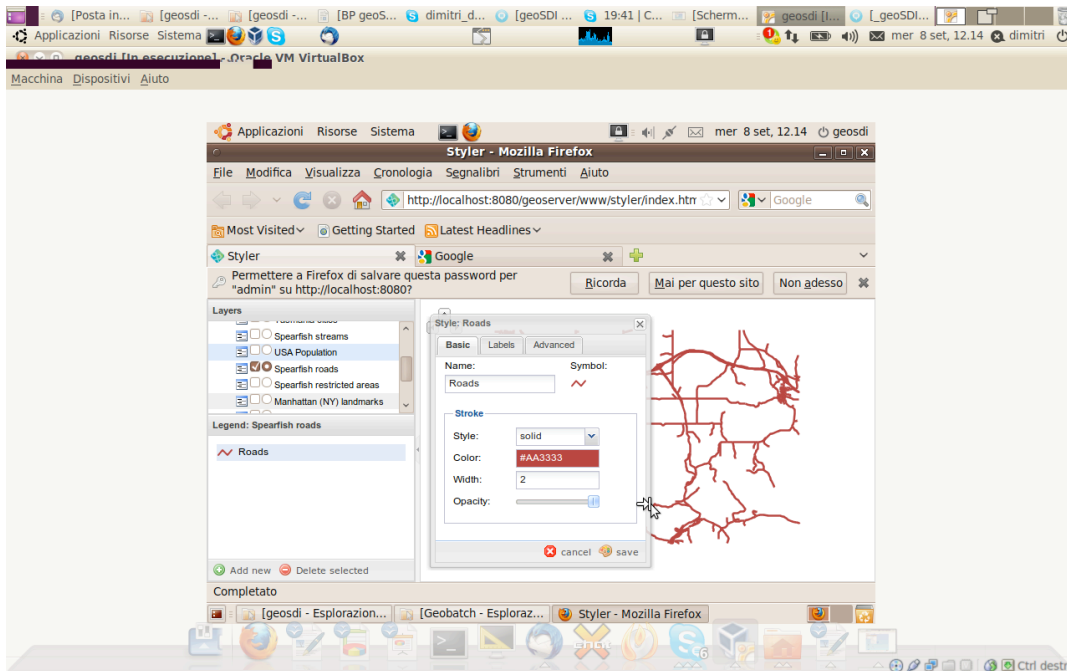 [Posta in... [geosdi -... [geosdi -... [BP geoS... dimitri_d... [geoSDI ... 19:41 | C... [Scherm... geosdi [I... [_geoSDI...
Applicazioni Risorse Sistema mer 8 set, 12.14 dimitri
geosdi [In esecuzione] - Oracle VM VirtualBox
Macchina Dispositivi Aiuto
Applicazioni Risorse Sistema mer 8 set, 12.14 geosdi
Styler - Mozilla Firefox
File Modifica Visualizza Cronologia Segnalibri Strumenti Aiuto
http://localhost:8080/geoserver/www/styler/index.htm Google
Most Visited Getting Started Latest Headlines
Styler Google
Permettere a Firefox di salvare questa password per "admin" su http://localhost:8080?
Ricorda Mai per questo sito Non adesso
Layers
Spearfish streams
USA Population
Spearfish roads
Spearfish restricted areas
Manhattan (NY) landmarks
Legend: Spearfish roads
Roads
Add new Delete selected
Style: Roads
Basic Labels Advanced
Name: Symbol:
Roads
Stroke
Style: solid
Color: #AA3333
Width: 2
Opacity:
cancel save
Completato
[geosdi - Esplorazion... [Geobatch - Esploraz... Styler - Mozilla Firefox
Ctrl destr